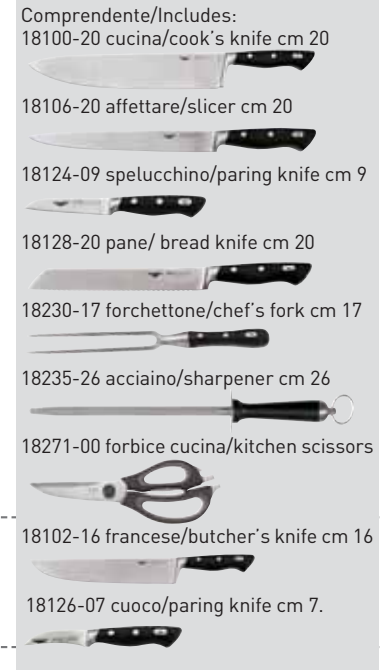 Comprendente/Includes:
18100-20 cucina/cook's knife cm 20
18106-20 affettare/slicer cm 20
18124-09 spelucchino/paring knife cm 9
18128-20 pane/ bread knife cm 20
18230-17 forchettone/chef's fork cm 17
18235-26 acciaino/sharpener cm 26
18271-00 forbice cucina/kitchen scissors
18102-16 francese/butcher's knife cm 16
18126-07 cuoco/paring knife cm 7.